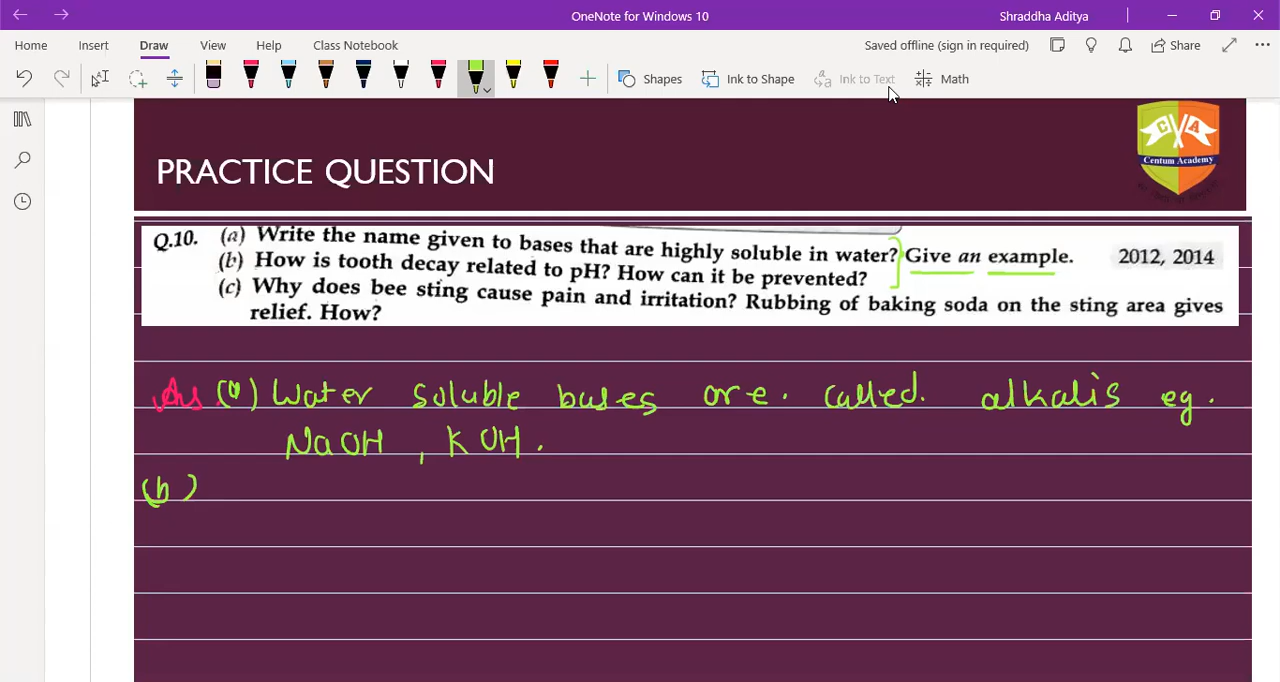 OneNote for Windows 10
Shraddha Aditya
Home Insert Draw View Help Class Notebook
Saved offline (sign in required)
Share
Shapes
Ink to Shape
Ink to Text
Math
PRACTICE QUESTION
C A
Centum Academy
Q.10. (a) Write the name given to bases that are highly soluble in water? Give an example. 2012, 2014
(b) How is tooth decay related to pH? How can it be prevented?
(c) Why does bee sting cause pain and irritation? Rubbing of baking soda on the sting area gives
relief. How?
As. (a) Water soluble bases are. called. alkalis eg.
NaOH, KOH.
(b)